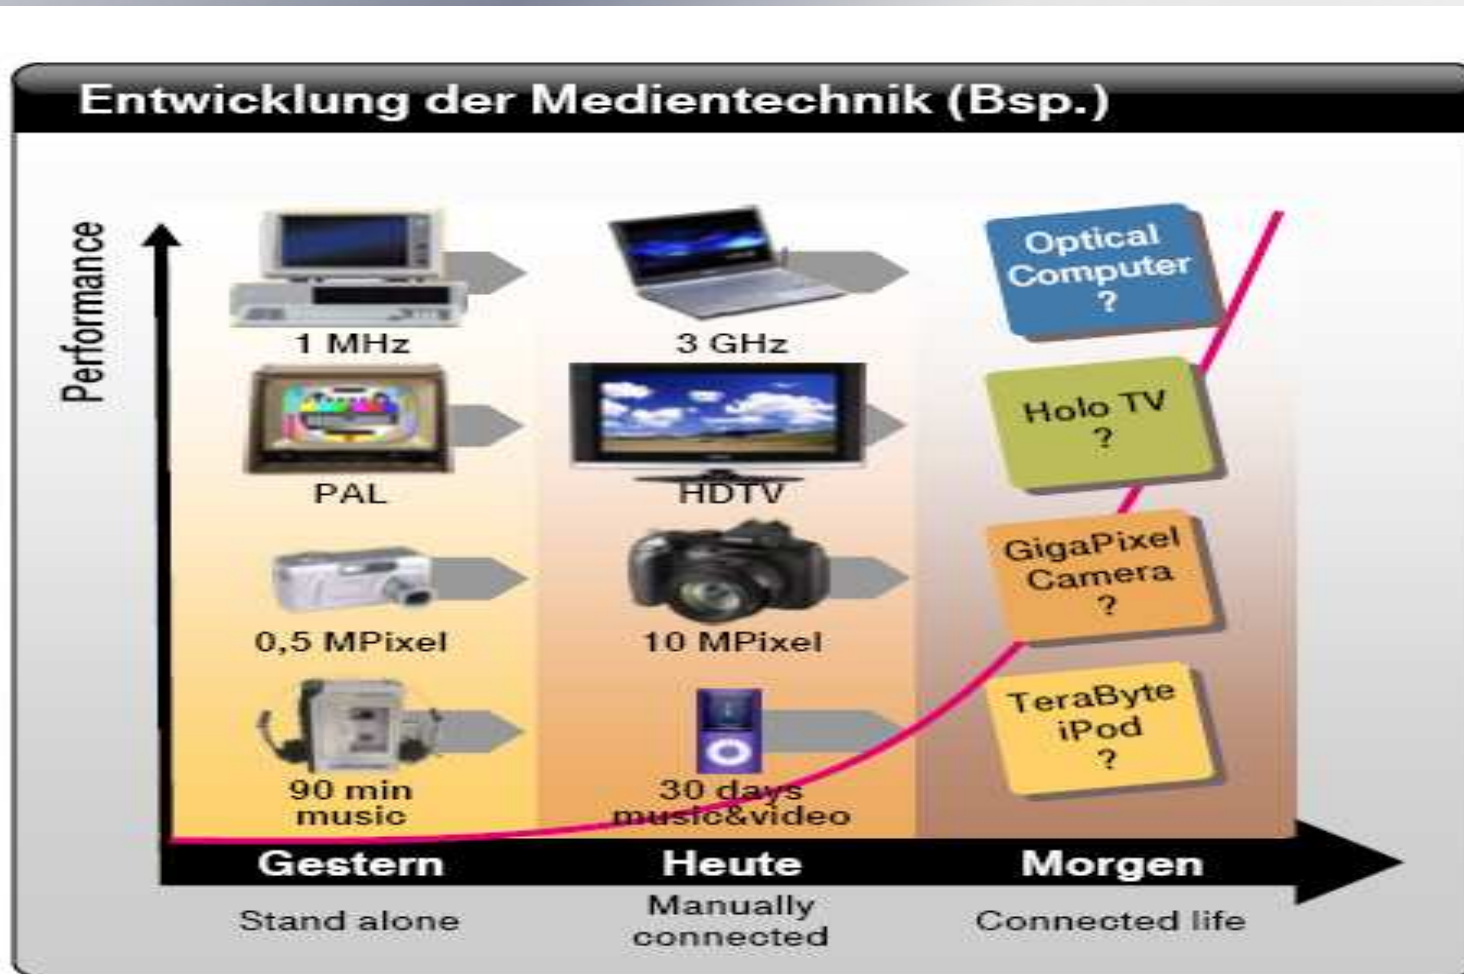 Entwicklung der Medientechnik (Bsp.)
Performance
1 MHz
3 GHz
Optical
Computer
?
PAL
HDTV
Holo TV
?
0,5 MPixel
10 MPixel
GigaPixel
Camera
?
90 min
music
30 days
music&video
TeraByte
iPod
?
Gestern
Heute
Morgen
Stand alone
Manually
connected
Connected life